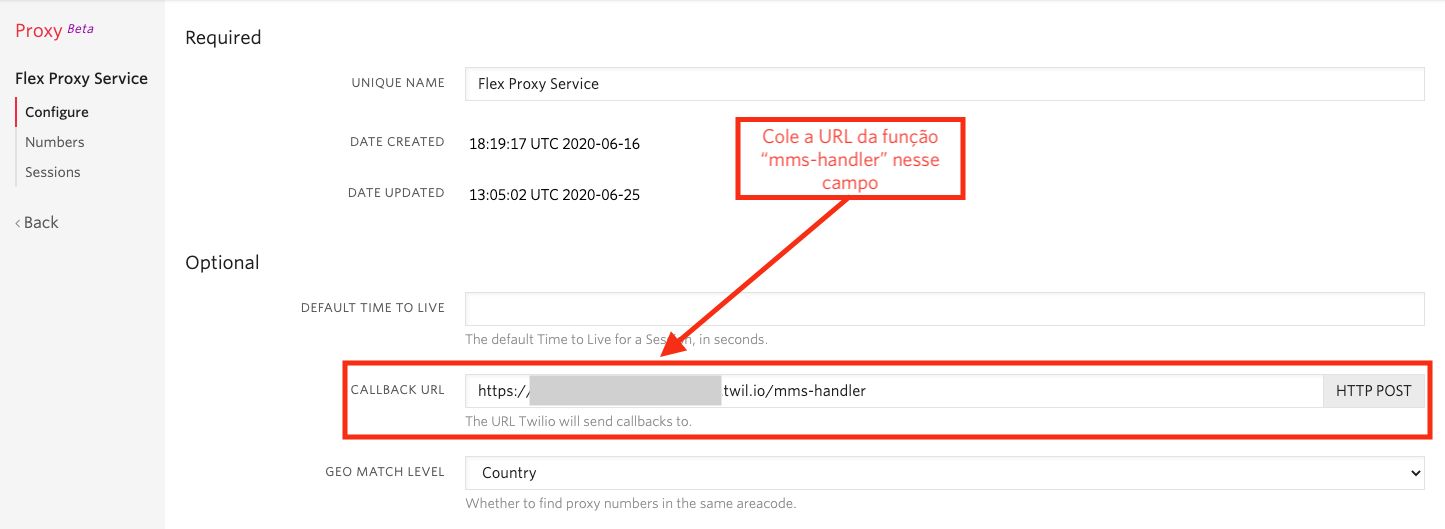 Proxy Beta
Flex Proxy Service
Configure
Numbers
Sessions
‹ Back
Required
UNIQUE NAME Flex Proxy Service
DATE CREATED 18:19:17 UTC 2020-06-16
DATE UPDATED 13:05:02 UTC 2020-06-25
Cole a URL da função
“mms-handler” nesse
campo
Optional
DEFAULT TIME TO LIVE
The default Time to Live for a Session, in seconds.
CALLBACK URL https:// .twil.io/mms-handler HTTP POST
The URL Twilio will send callbacks to.
GEO MATCH LEVEL Country
Whether to find proxy numbers in the same areacode.